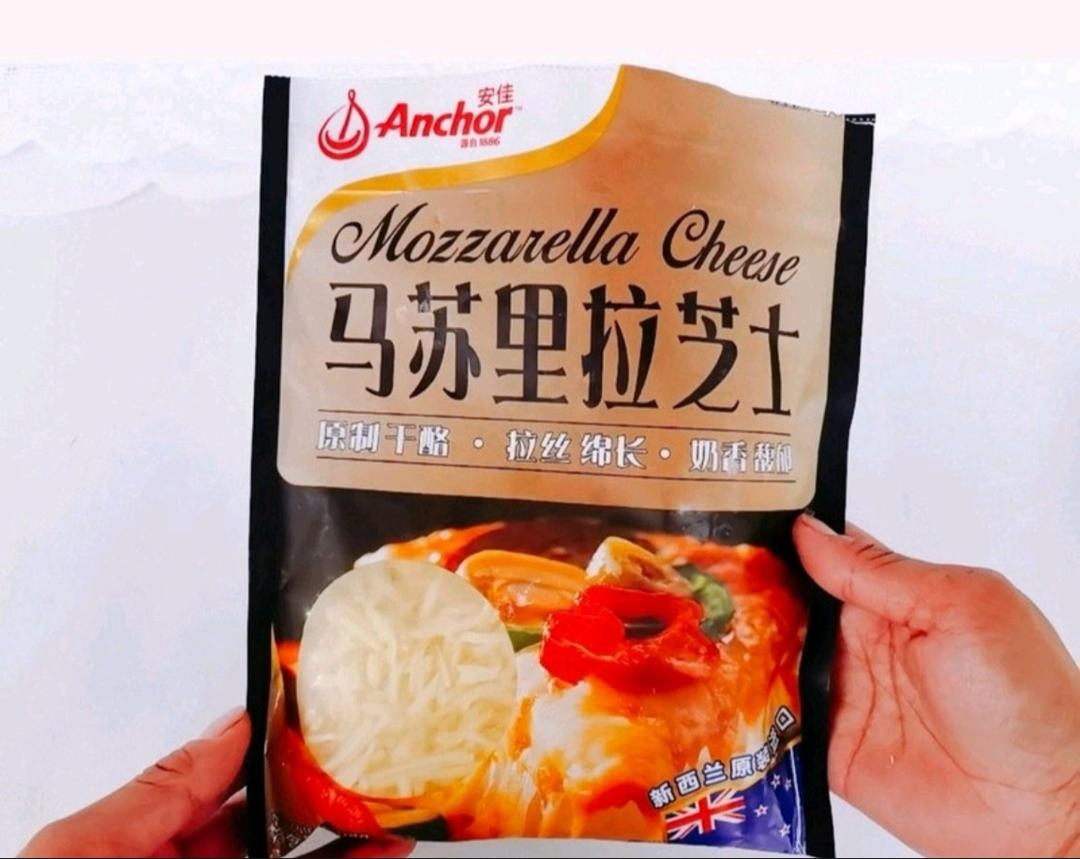 安佳
Anchor™
源自1886
Mozzarella Cheese
马苏里拉芝士
原制干酪 · 拉丝绵长 · 奶香馥郁
新西兰原装进口